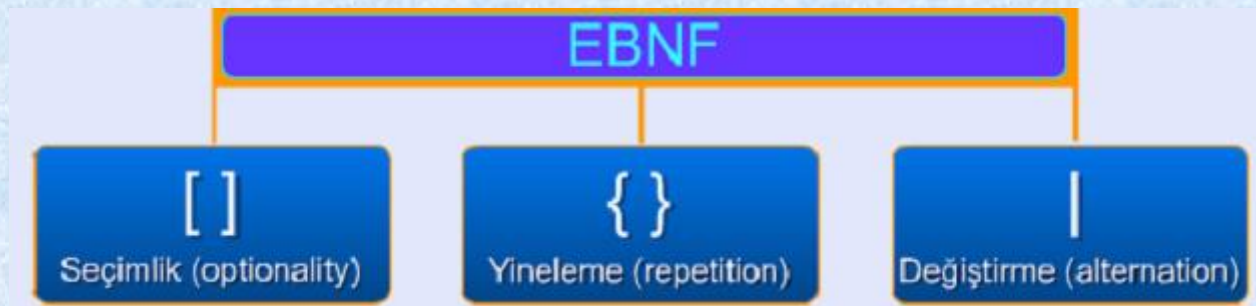 EBNF
[ ]
Seçimlik (optionality)
{ }
Yineleme (repetition)
|
Değiştirme (alternation)